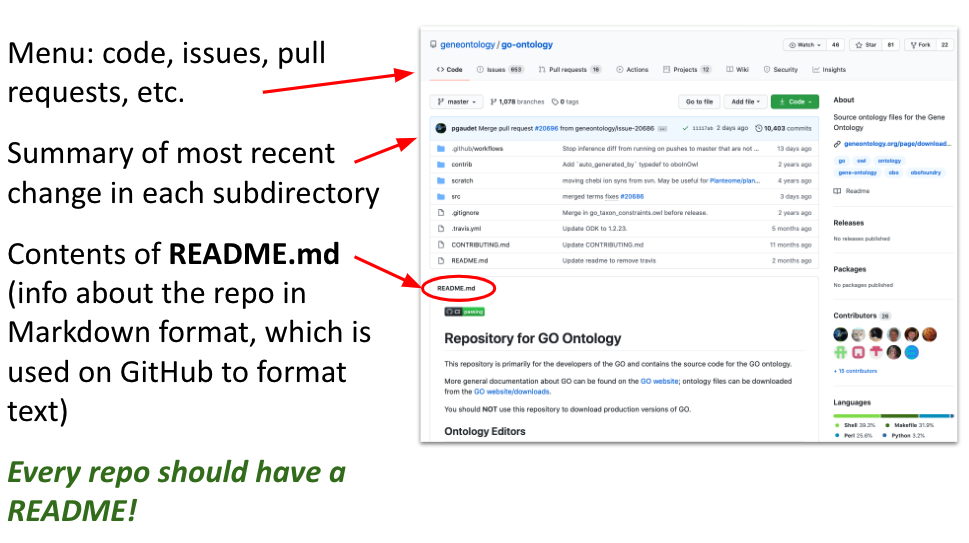 Menu: code, issues, pull
requests, etc.
Summary of most recent
change in each subdirectory
Contents of README.md
(info about the repo in
Markdown format, which is
used on GitHub to format
text)
Every repo should have a
README!
geneontology / go-ontology
Watch 46 Star 81 Fork 22
Code Issues 653 Pull requests 16 Actions Projects 12 Wiki Security Insights
master 1,078 branches 0 tags Go to file Add file Code
pgaudet Merge pull request #20696 from geneontology/issue-20686 ... 2 days ago 10,403 commits
.github/workflows Stop inference diff from running on pushes to master that are not ... 13 days ago
contrib Add `auto_generated_by` typedef to oboInOwl 2 years ago
scratch moving chebi ion syns from svn. May be useful for Planteome/plan... 4 years ago
src merged terms fixes #20686 3 days ago
.gitignore Merge in go_taxon_constraints.owl before release. 2 years ago
.travis.yml Update ODK to 1.2.23. 5 months ago
CONTRIBUTING.md Update CONTRIBUTING.md 11 months ago
README.md Update readme to remove travis 2 months ago
README.md
CI passing
Repository for GO Ontology
This repository is primarily for the developers of the GO and contains the source code for the GO ontology.
More general documentation about GO can be found on the GO website; ontology files can be downloaded
from the GO website/downloads.
You should NOT use this repository to download production versions of GO.
Ontology Editors
About
Source ontology files for the Gene
Ontology
geneontology.org/page/download...
go owl ontology
gene-ontology obo obofoundry
Readme
Releases
No releases published
Packages
No packages published
Contributors 26
+ 15 contributors
Languages
Shell 39.3% Makefile 31.9%
Perl 25.6% Python 3.2%